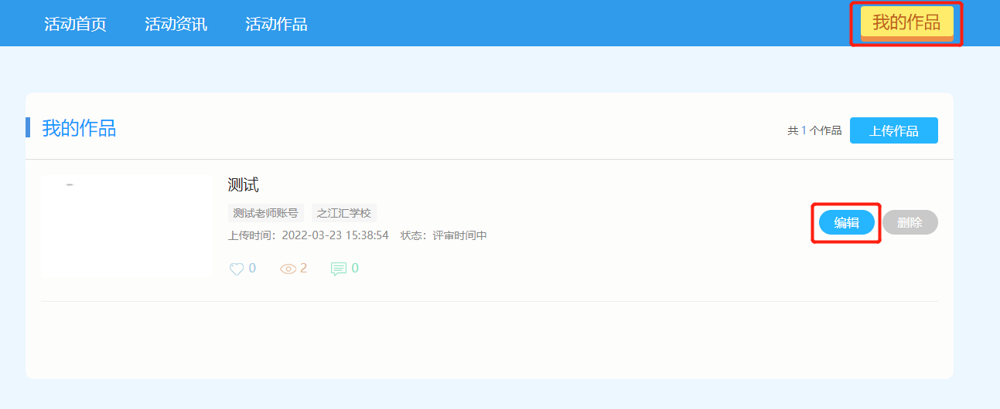 活动首页 活动资讯 活动作品 我的作品
我的作品 共 1 个作品 上传作品
测试
测试老师账号 之江汇学校
编辑 删除
上传时间：2022-03-23 15:38:54 状态：评审时间中
0 2 0